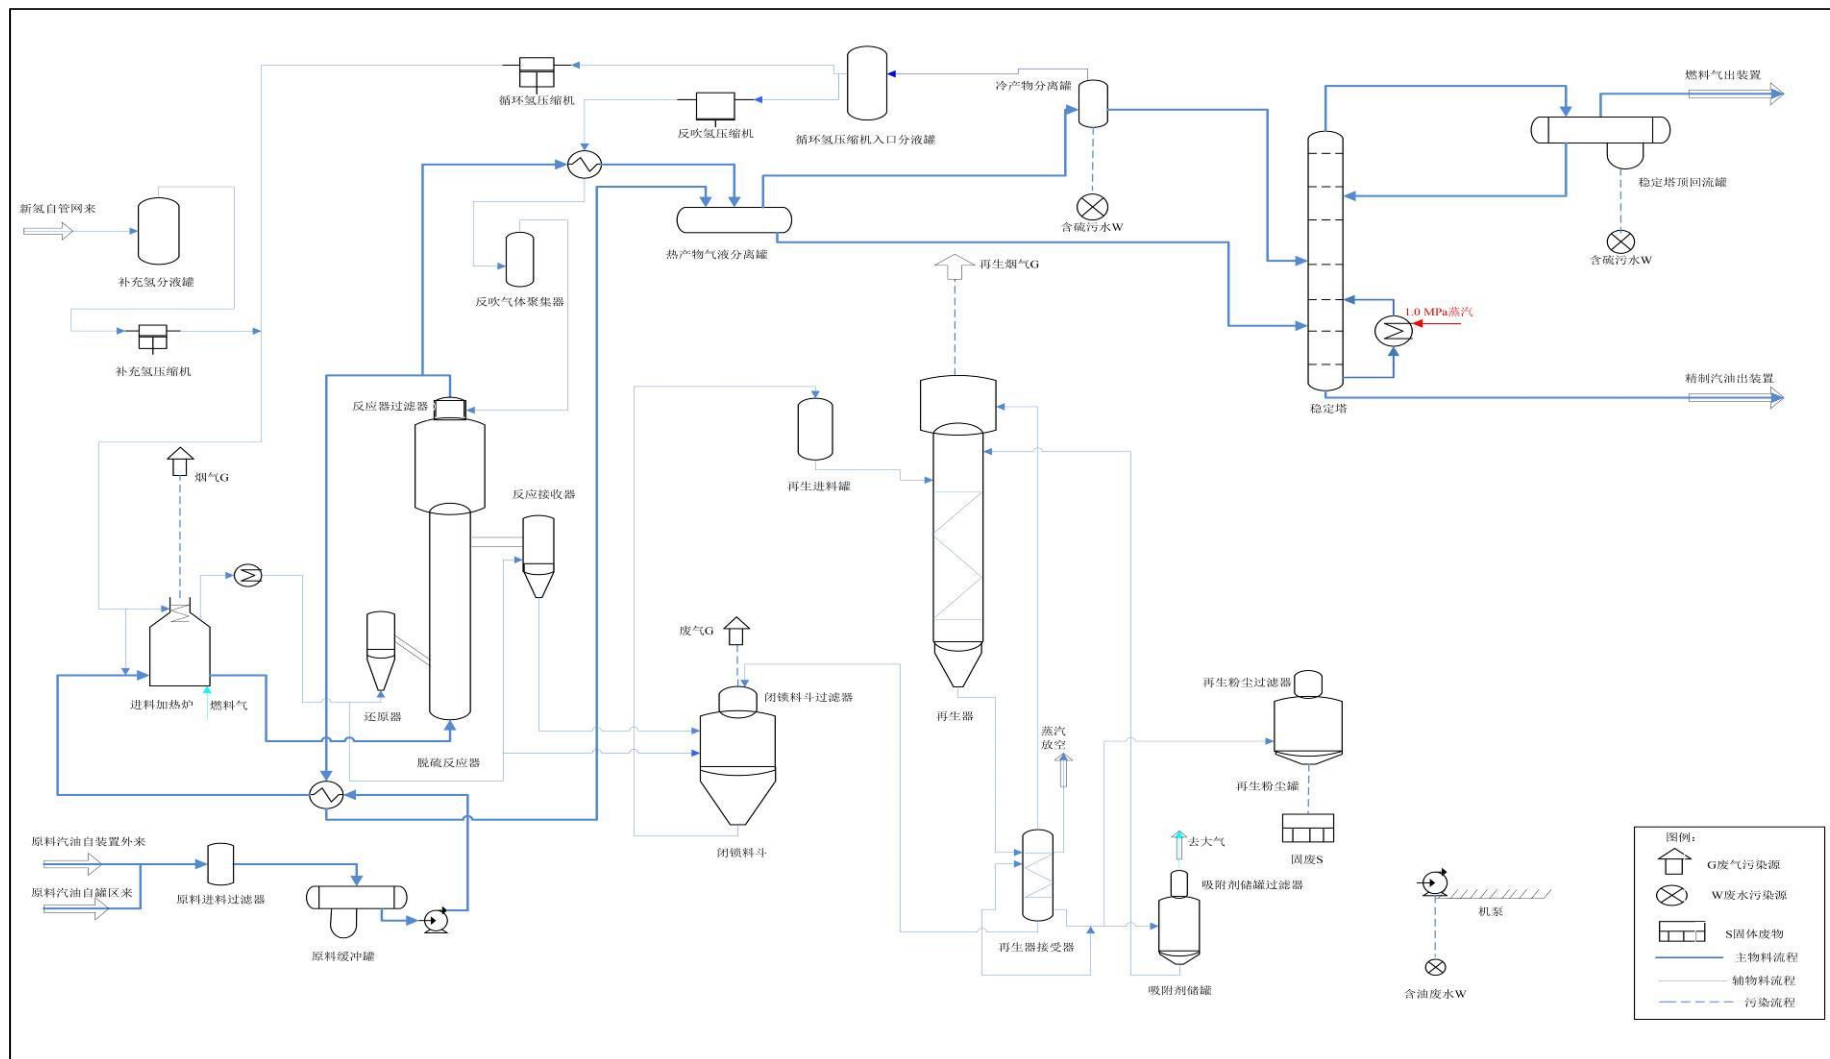 燃料气出装置
冷产物分离罐
循环氢压缩机
反吹氢压缩机
循环氢压缩机入口分液罐
稳定塔顶回流罐
新氢自管网来
含硫污水W
热产物气液分离罐
含硫污水W
再生烟气G
补充氢分液罐
反吹气体聚集器
1.0 MPa蒸汽
补充氢压缩机
精制汽油出装置
反应器过滤器
稳定塔
烟气G
再生进料罐
反应接收器
废气G
再生粉尘过滤器
闭锁料斗过滤器
进料加热炉
燃料气
还原器
再生器
蒸汽
放空
脱硫反应器
再生粉尘罐
原料汽油自装置外来
去大气
闭锁料斗
固废S
图例:
G废气污染源
原料汽油自罐区来
原料进料过滤器
吸附剂储罐过滤器
W废水污染源
机泵
S固体废物
再生器接受器
原料缓冲罐
主物料流程
辅物料流程
吸附剂储罐
含油废水W
污染流程